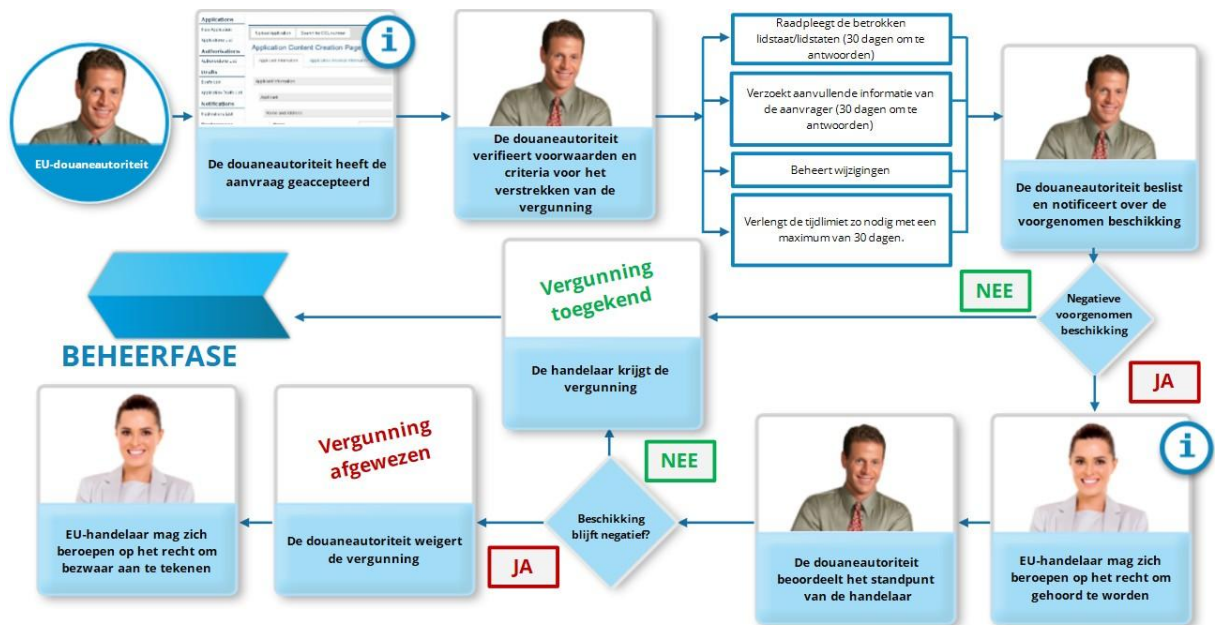 EU-douaneautoriteit
Applications
Authorisations
Application Content Creation Page
De douaneautoriteit heeft de
aanvraag geaccepteerd
De douaneautoriteit
verifieert voorwaarden en
criteria voor het
verstrekken van de
vergunning
Raadpleegt de betrokken
lidstaat/lidstaten (30 dagen om te
antwoorden)
Verzoekt aanvullende informatie van
de aanvrager (30 dagen om te
antwoorden)
Beheert wijzigingen
Verlengt de tijdlimiet zo nodig met een
maximum van 30 dagen.
De douaneautoriteit beslist
en notificeert over de
voorgenomen beschikking
Negatieve
voorgenomen
beschikking
NEE
JA
Vergunning
toegekend
De handelaar krijgt de
vergunning
BEHEERFASE
EU-handelaar mag zich
beroepen op het recht om
gehoord te worden
De douaneautoriteit
beoordeelt het standpunt
van de handelaar
Beschikking
blijft negatief?
NEE
JA
Vergunning
afgewezen
De douaneautoriteit weigert
de vergunning
EU-handelaar mag zich
beroepen op het recht om
bezwaar aan te tekenen